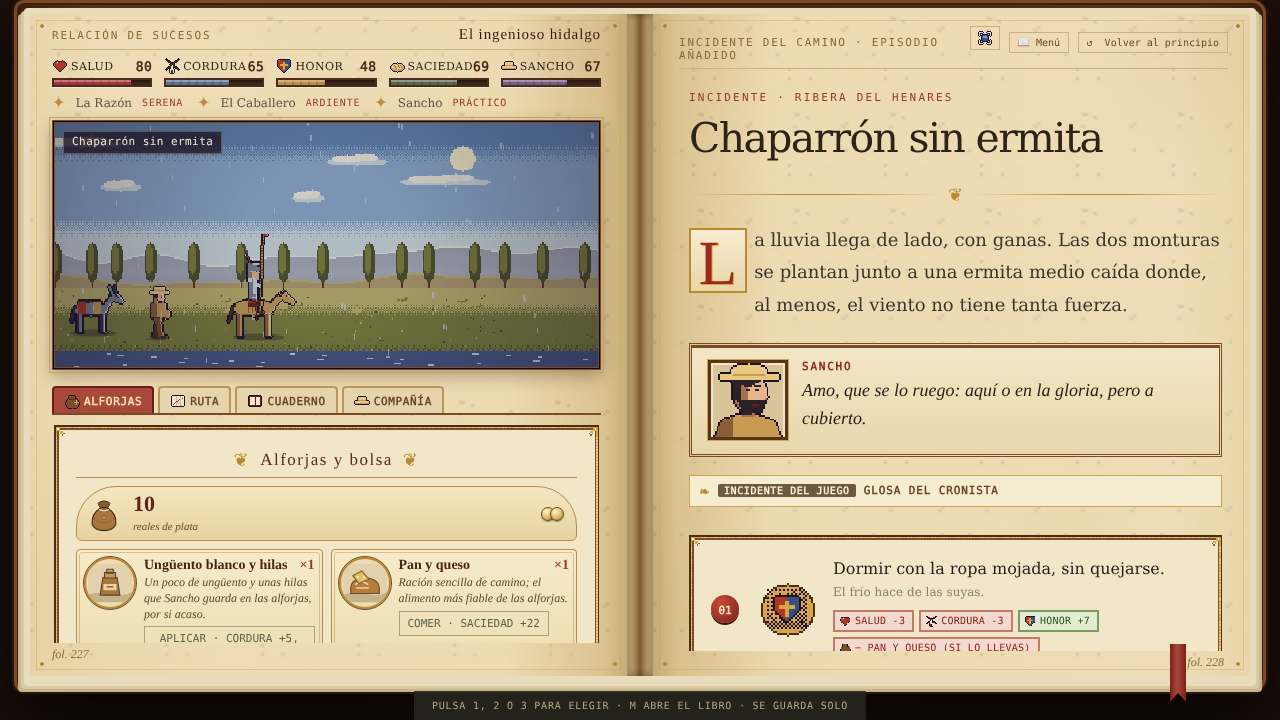 RELACIÓN DE SUCESOS
El ingenioso hidalgo
SALUD 80
CORDURA 65
HONOR 48
SACIEDAD 69
SANCHO 67
La Razón SERENA
El Caballero ARDIENTE
Sancho PRÁCTICO
Chaparrón sin ermita
ALFORJAS
RUTA
CUADERNO
COMPAÑÍA
Alforjas y bolsa
10
reales de plata
Ungüento blanco y hilas ×1
Un poco de ungüento y unas hilas
que Sancho guarda en las alforjas,
por si acaso.
APLICAR · CORDURA +5,
Pan y queso ×1
Ración sencilla de camino; el
alimento más fiable de las alforjas.
COMER · SACIEDAD +22
fol. 227
INCIDENTE DEL CAMINO · EPISODIO
AÑADIDO
Menú
↺ Volver al principio
INCIDENTE · RIBERA DEL HENARES
Chaparrón sin ermita
La lluvia llega de lado, con ganas. Las dos monturas
se plantan junto a una ermita medio caída donde,
al menos, el viento no tiene tanta fuerza.
SANCHO
Amo, que se lo ruego: aquí o en la gloria, pero a
cubierto.
INCIDENTE DEL JUEGO GLOSA DEL CRONISTA
01
Dormir con la ropa mojada, sin quejarse.
El frío hace de las suyas.
SALUD -3
CORDURA -3
HONOR +7
— PAN Y QUESO (SI LO LLEVAS)
fol. 228
PULSA 1, 2 O 3 PARA ELEGIR · M ABRE EL LIBRO · SE GUARDA SOLO